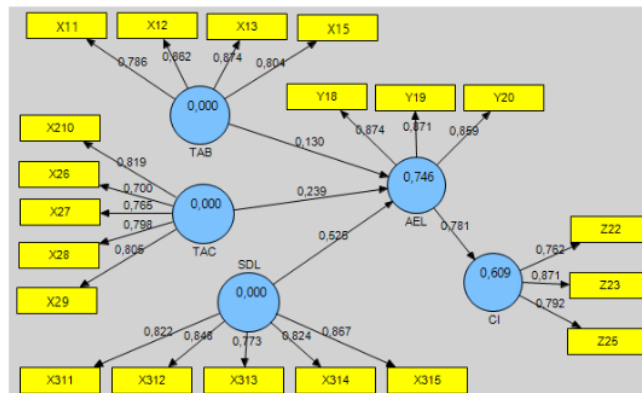 X11 X12 X13 X15
0,786 0,862 0,874 0,804
0,000
TAB
Y18 Y19 Y20
0,874 0,871 0,859
0,130
X210
X26
X27
X28
X29
0,819
0,700
0,765
0,798
0,805
0,000
TAC
0,239
0,746
AEL
0,781
SDL
0,000
0,525
0,609
CI
0,762
0,871
0,792
Z22
Z23
Z25
0,822 0,848 0,773 0,824 0,867
X311 X312 X313 X314 X315